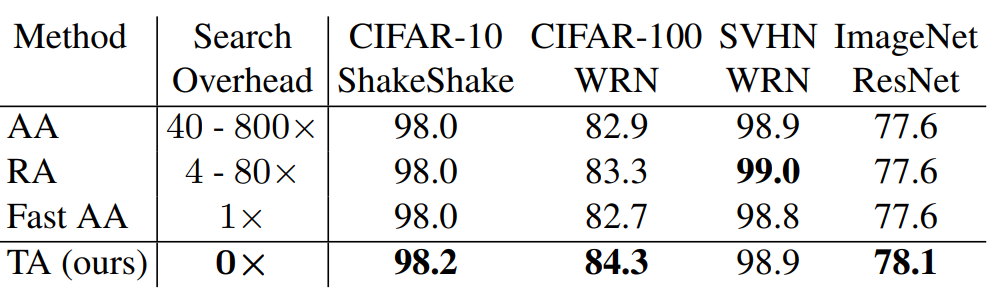 Method Search CIFAR-10 CIFAR-100 SVHN ImageNet
Overhead ShakeShake WRN WRN ResNet
AA 40 - 800× 98.0 82.9 98.9 77.6
RA 4 - 80× 98.0 83.3 99.0 77.6
Fast AA 1× 98.0 82.7 98.8 77.6
TA (ours) 0× 98.2 84.3 98.9 78.1